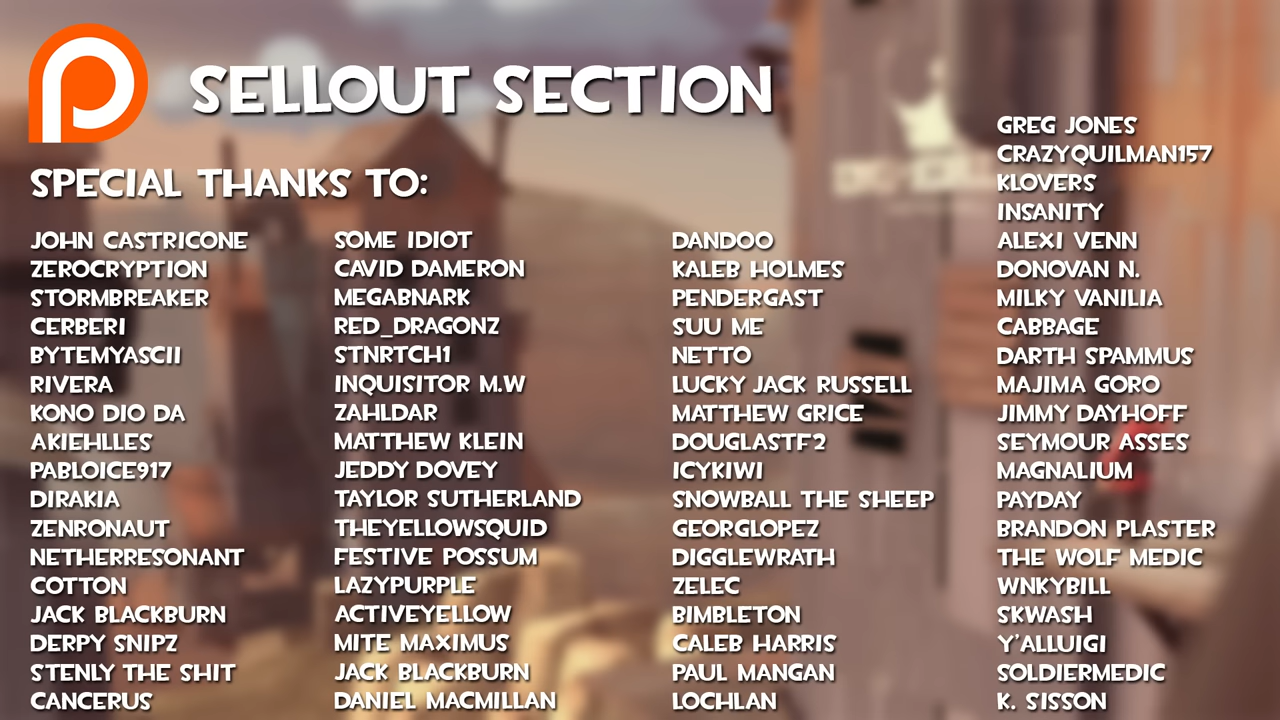 SELLOUT SECTION
SPECIAL THANKS TO:
JOHN CASTRICONE
ZEROCRYPTION
STORMBREAKER
CERBERI
BYTEMYASCII
RIVERA
KONO DIO DA
AKIEHLLES
PABLOICE917
DIRAKIA
ZENRONAUT
NETHERRESONANT
COTTON
JACK BLACKBURN
DERPY SNIPZ
STENLY THE SHIT
CANCERUS
SOME IDIOT
CAVID DAMERON
MEGABNARK
RED_DRAGONZ
STNRTCH1
INQUISITOR M.W
ZAHLDAR
MATTHEW KLEIN
JEDDY DOVEY
TAYLOR SUTHERLAND
THEYELLOWSQUID
FESTIVE POSSUM
LAZYPURPLE
ACTIVEYELLOW
MITE MAXIMUS
JACK BLACKBURN
DANIEL MACMILLAN
DANDOO
KALEB HOLMES
PENDERGAST
SUU ME
NETTO
LUCKY JACK RUSSELL
MATTHEW GRICE
DOUGLASTF2
ICYKIWI
SNOWBALL THE SHEEP
GEORGLOPEZ
DIGGLEWRATH
ZELEC
BIMBLETON
CALEB HARRIS
PAUL MANGAN
LOCHLAN
GREG JONES
CRAZYQUILMAN157
KLOVERS
INSANITY
ALEXI VENN
DONOVAN N.
MILKY VANILIA
CABBAGE
DARTH SPAMMUS
MAJIMA GORO
JIMMY DAYHOFF
SEYMOUR ASSES
MAGNALIUM
PAYDAY
BRANDON PLASTER
THE WOLF MEDIC
WNKYBILL
SKWASH
Y'ALLUIGI
SOLDIERMEDIC
K. SISSON